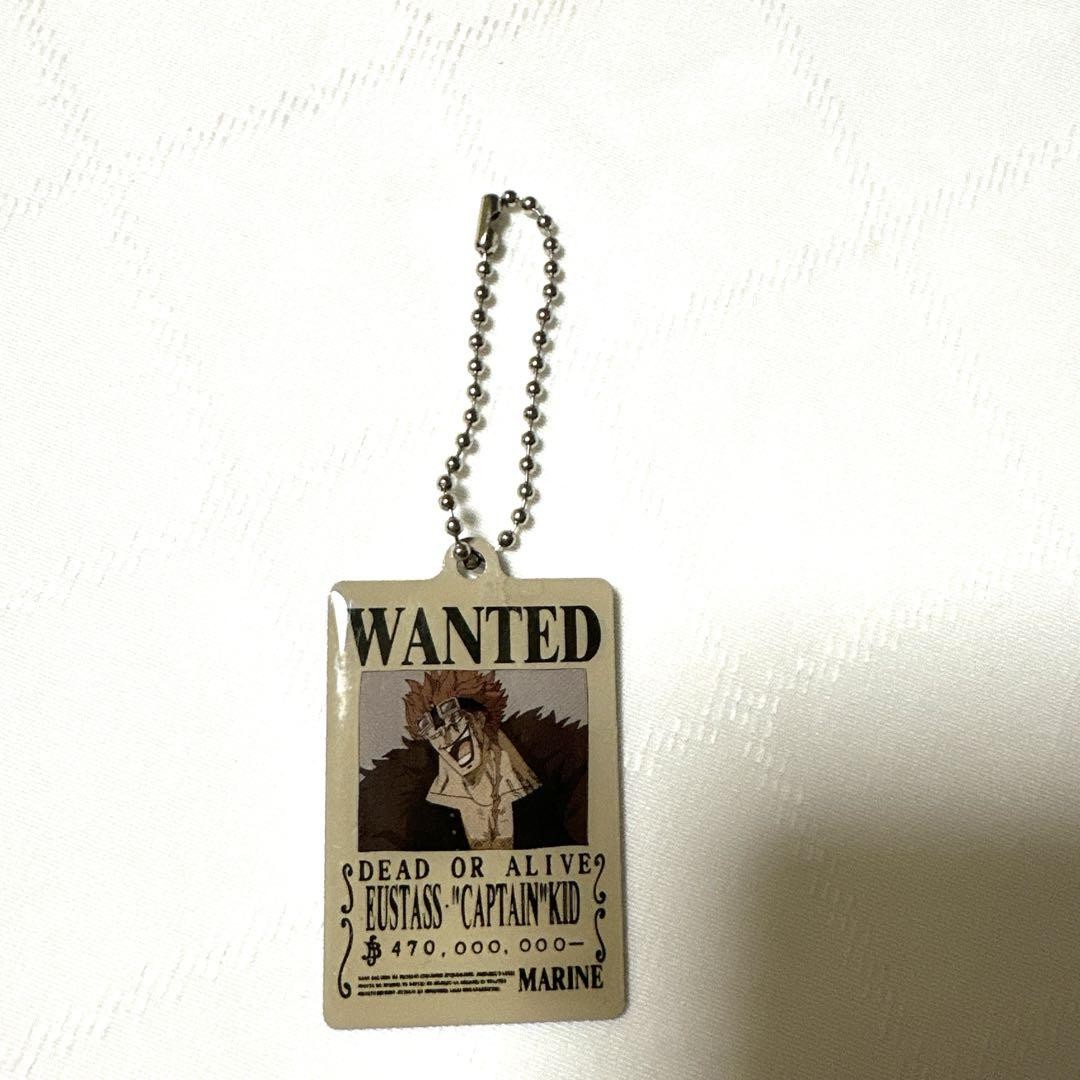 WANTED
DEAD OR ALIVE
EUSTASS·"CAPTAIN"KID
฿470,000,000-
MARINE